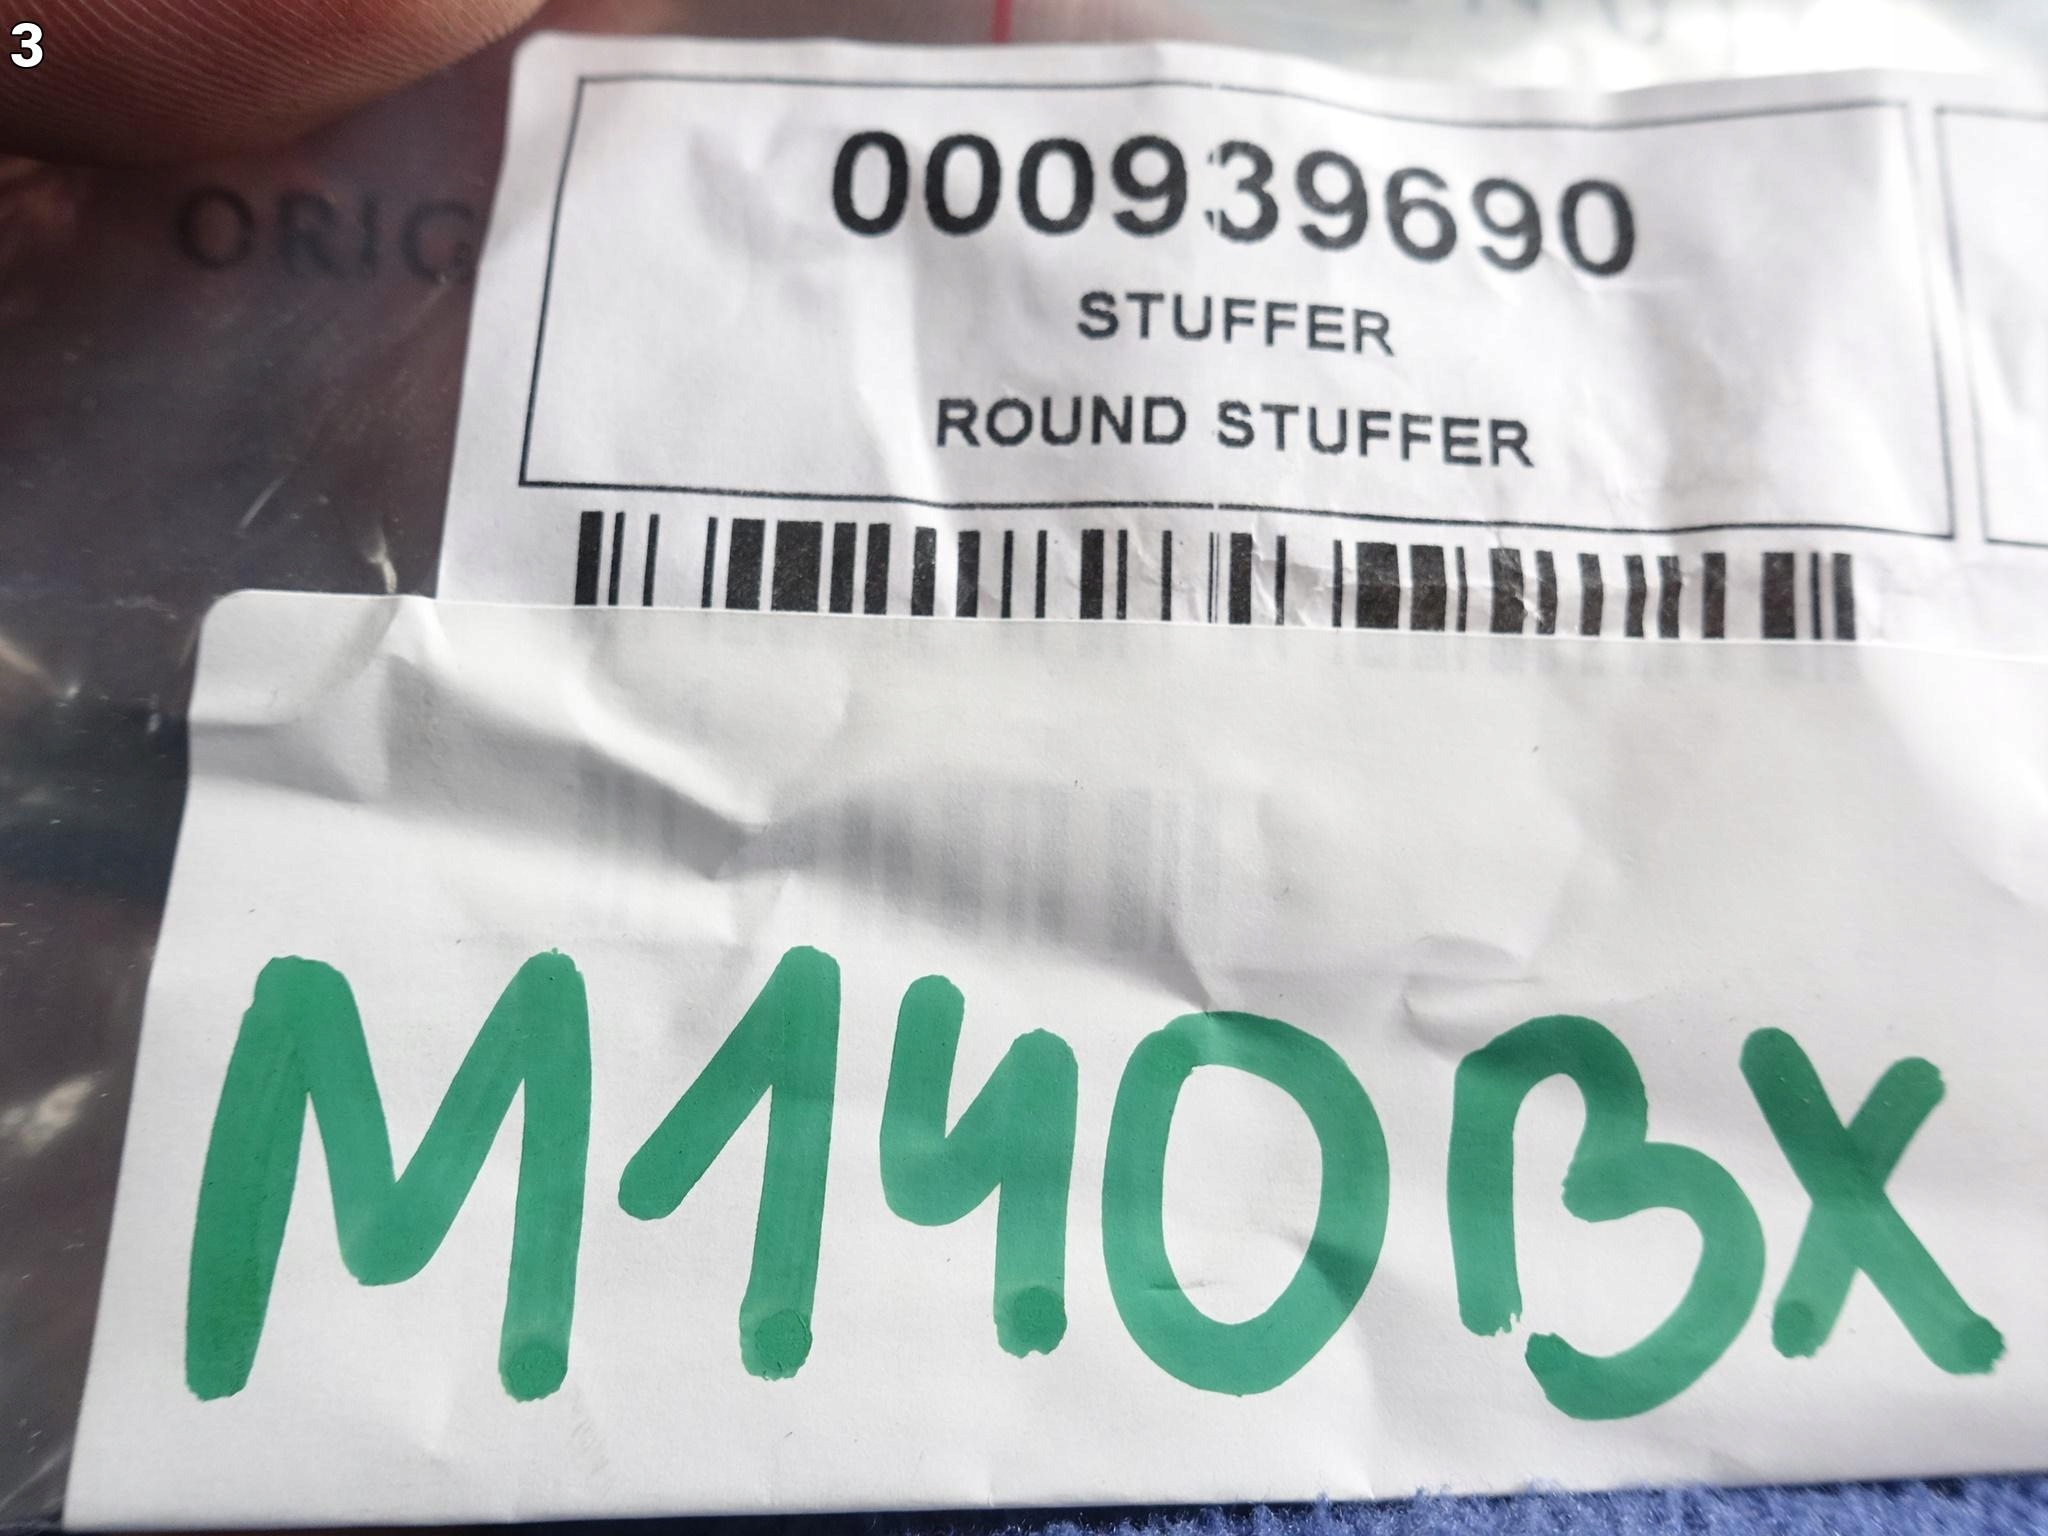 3
ORIG
000939690
STUFFER
ROUND STUFFER
M140BX